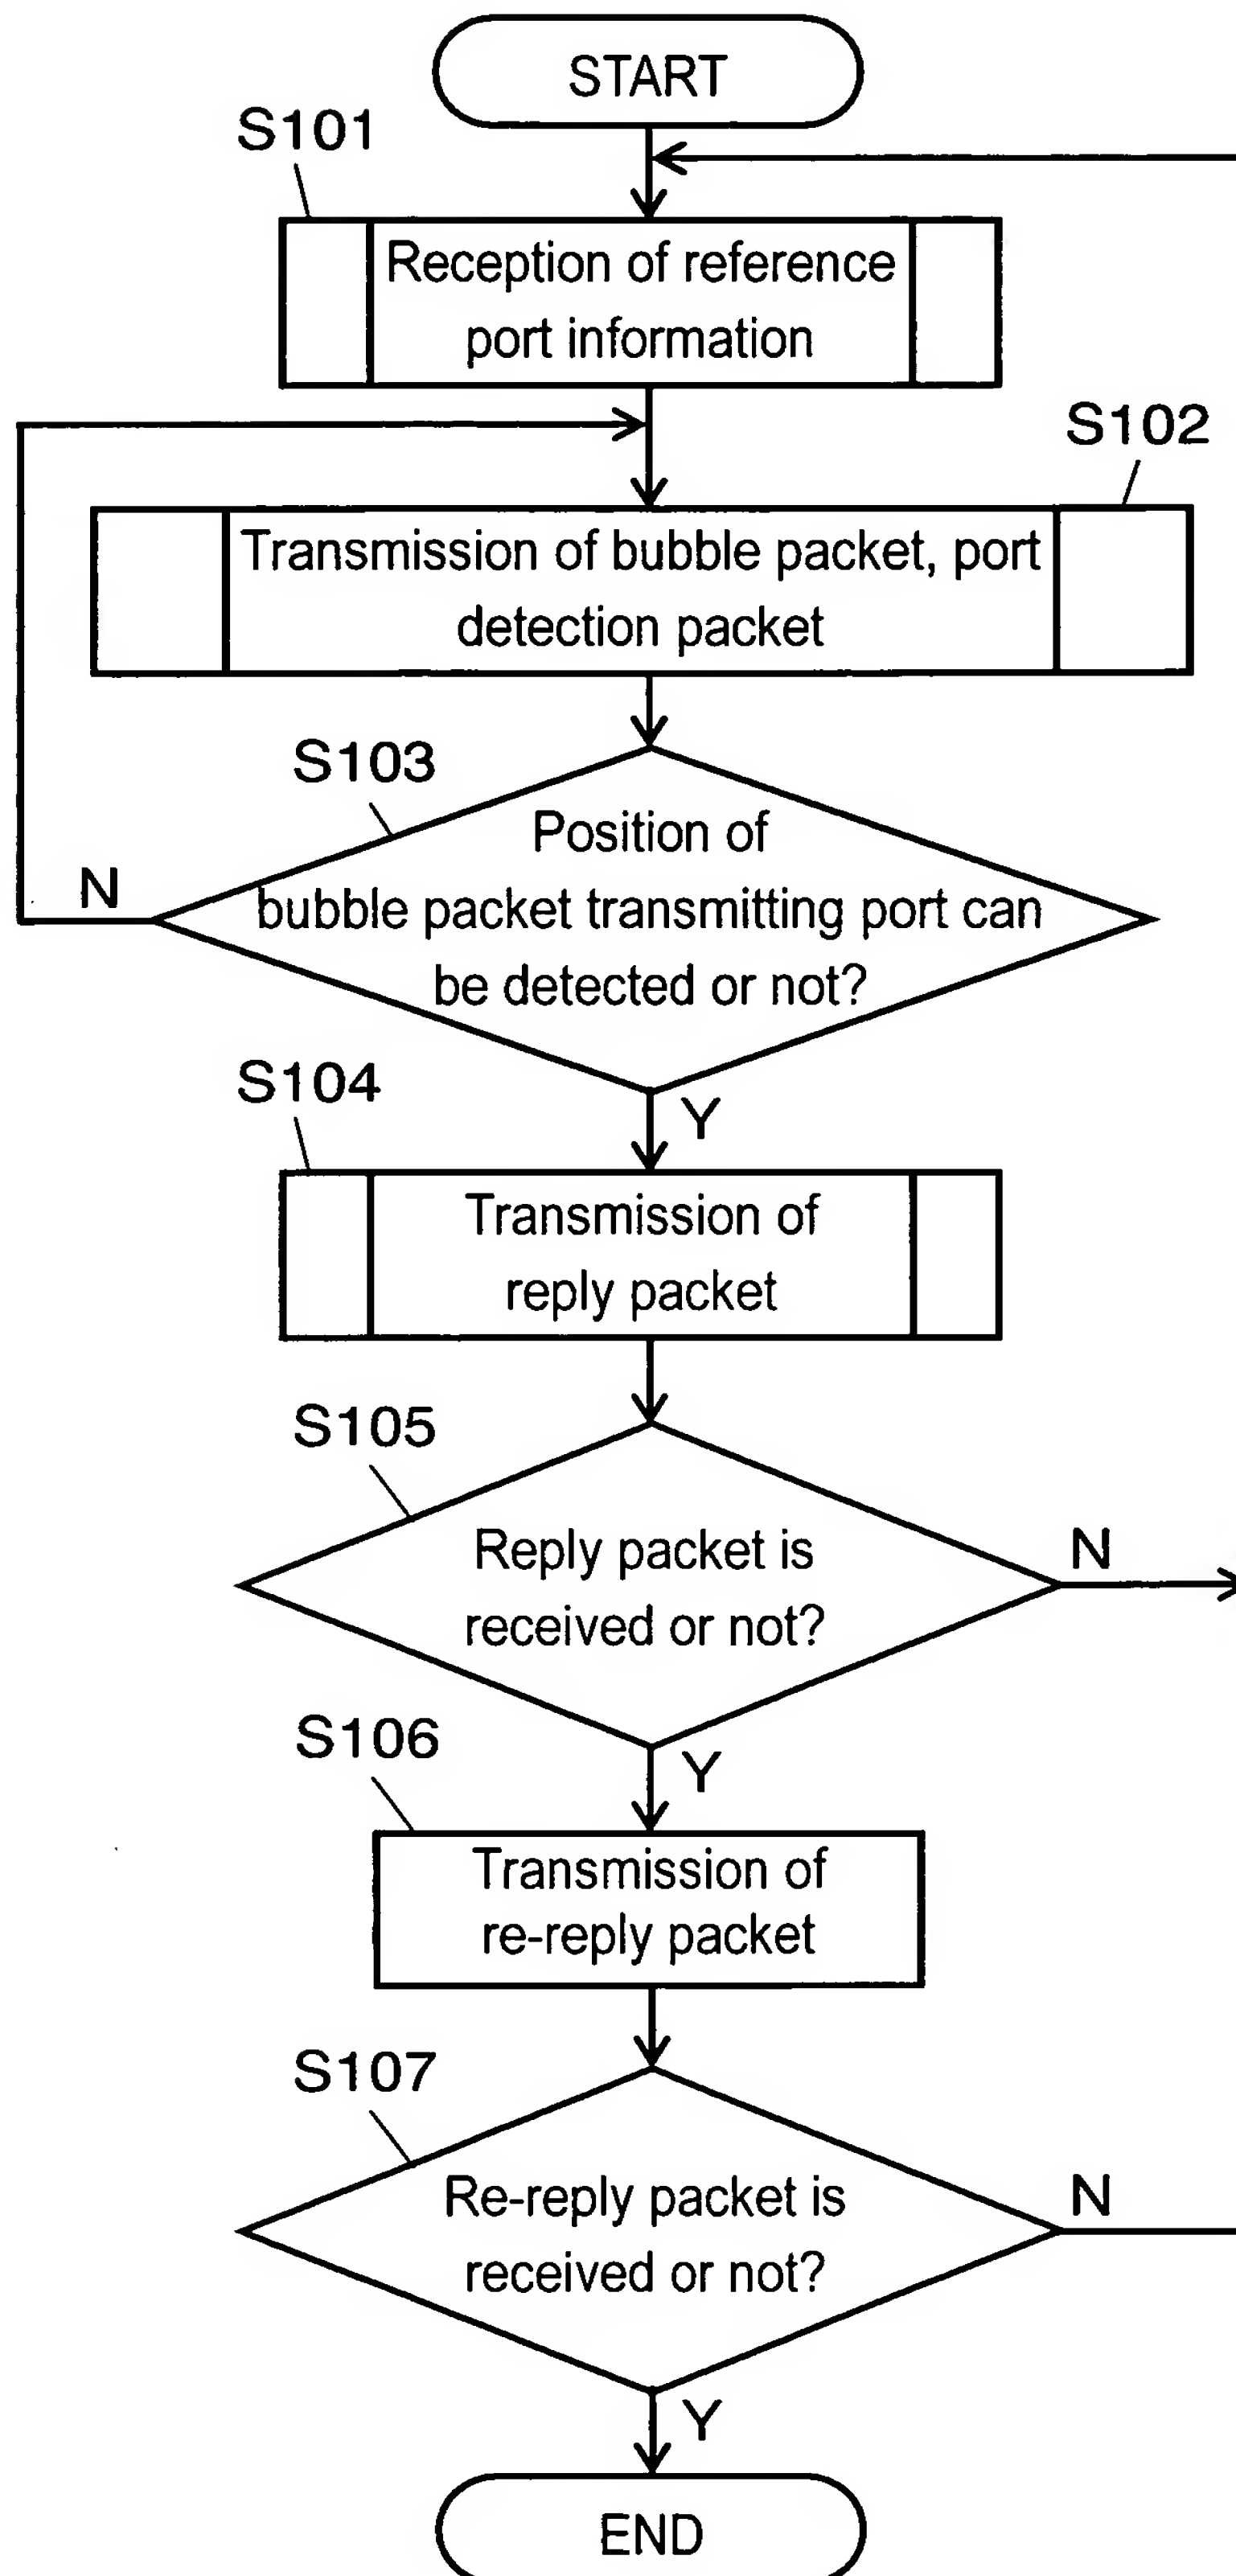 START
S101
Reception of reference
port information
S102
Transmission of bubble packet, port
detection packet
S103
Position of
bubble packet transmitting port can
be detected or not?
N
Y
S104
Transmission of
reply packet
S105
Reply packet is
received or not?
N
Y
S106
Transmission of
re-reply packet
S107
Re-reply packet is
received or not?
N
Y
END